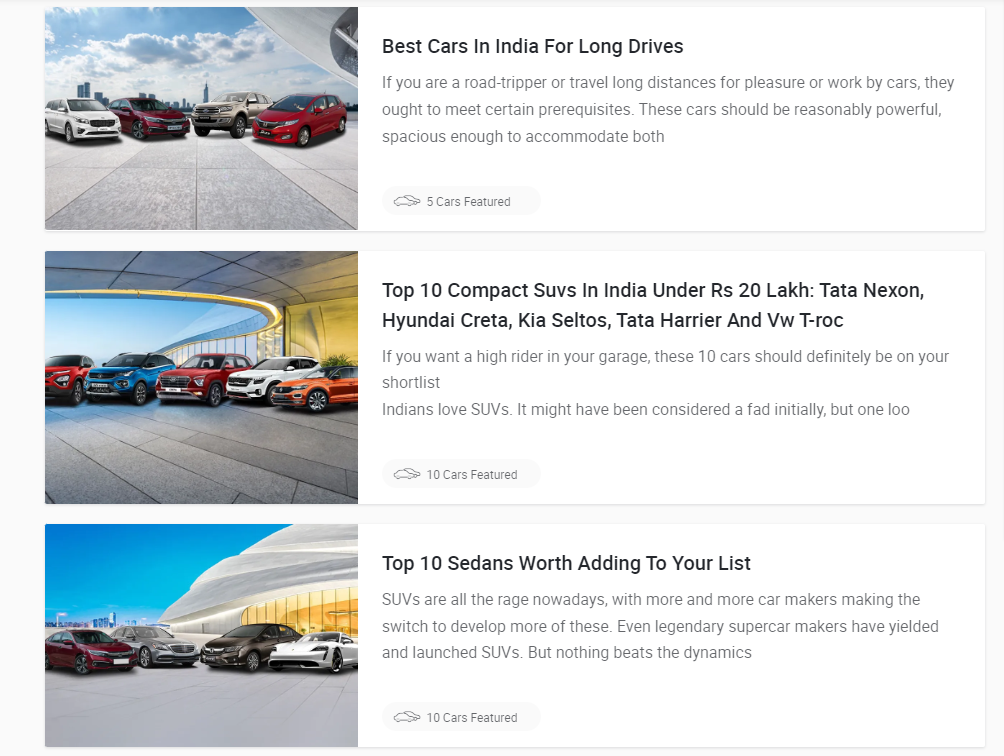 Best Cars In India For Long Drives
If you are a road-tripper or travel long distances for pleasure or work by cars, they
ought to meet certain prerequisites. These cars should be reasonably powerful,
spacious enough to accommodate both
5 Cars Featured
Top 10 Compact Suvs In India Under Rs 20 Lakh: Tata Nexon,
Hyundai Creta, Kia Seltos, Tata Harrier And Vw T-roc
If you want a high rider in your garage, these 10 cars should definitely be on your
shortlist
Indians love SUVs. It might have been considered a fad initially, but one loo
10 Cars Featured
Top 10 Sedans Worth Adding To Your List
SUVs are all the rage nowadays, with more and more car makers making the
switch to develop more of these. Even legendary supercar makers have yielded
and launched SUVs. But nothing beats the dynamics
10 Cars Featured